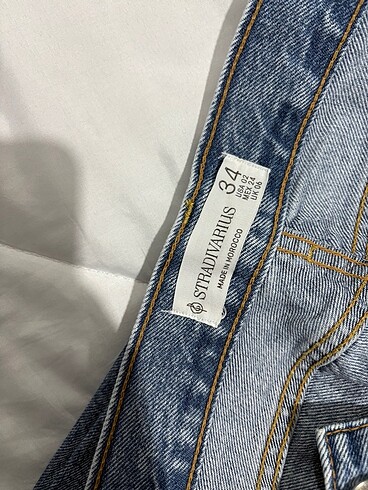 STRADIVARIUS
MADE IN MOROCCO
34
USA 02
MEX 24
UK 06